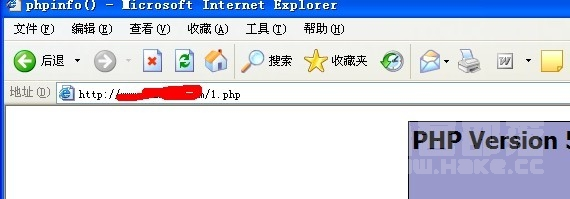 phpinfo() - Microsoft Internet Explorer
文件(F) 编辑(E) 查看(V) 收藏(A) 工具(T) 帮助(H)
后退 搜索 收藏夹
地址(D) http:// /1.php
PHP Version 5
www.Hake.cc